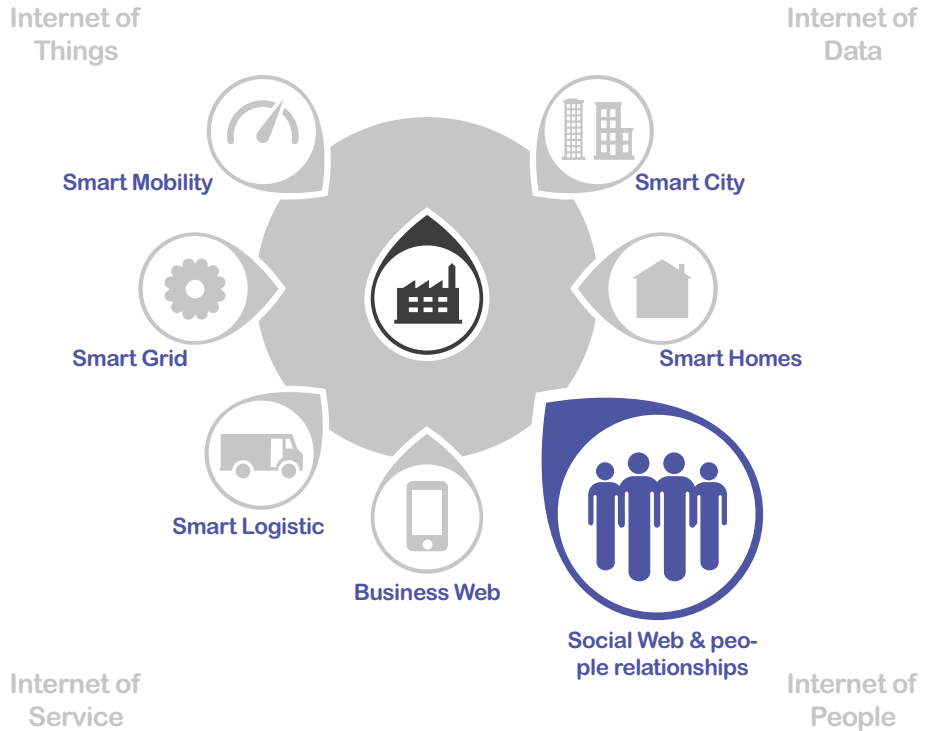 Internet of
Things
Internet of
Data
Smart Mobility
Smart City
Smart Grid
Smart Homes
Smart Logistic
Business Web
Social Web & peo-
ple relationships
Internet of
Service
Internet of
People